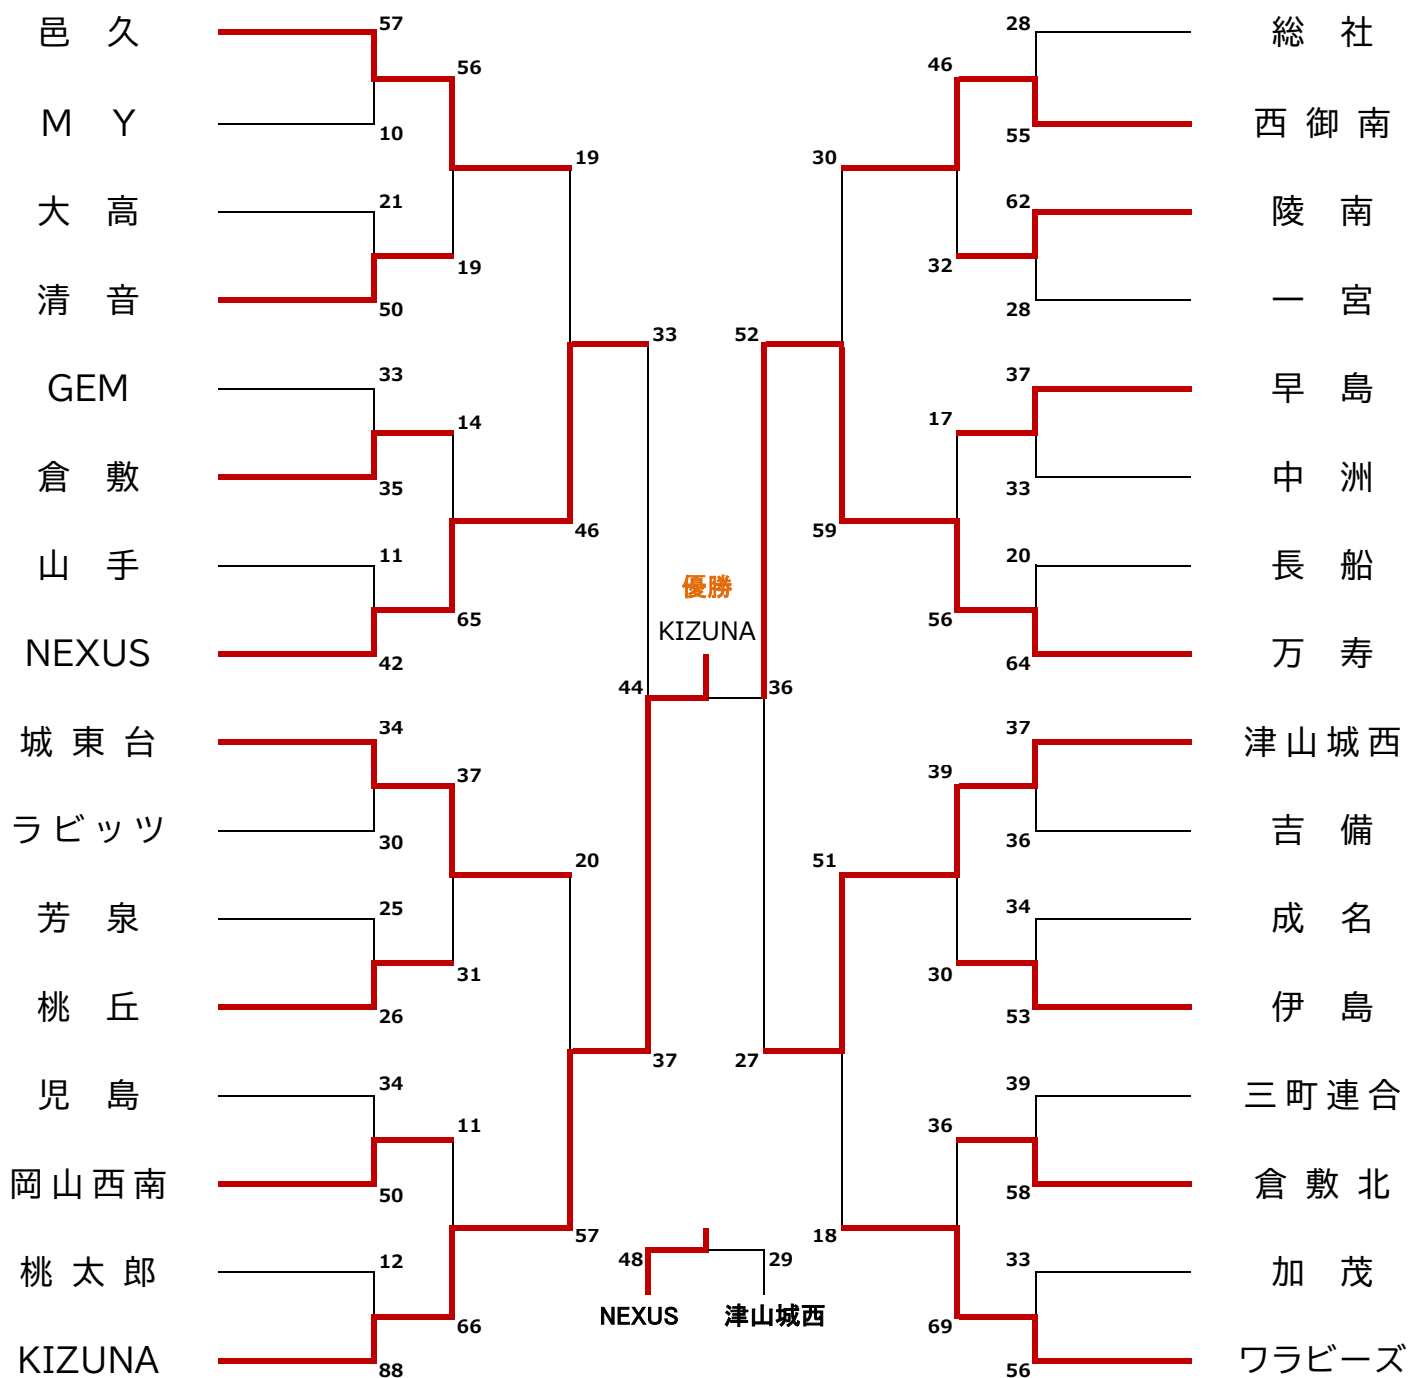 邑　久
57
28
総　社
56
46
Ｍ　Ｙ
10
55
西 御 南
19
30
大　高
21
62
陵　南
19
32
清　音
50
28
一　宮
33
52
GEM
33
37
早　島
14
17
倉　敷
35
33
中　洲
46
59
山　手
11
20
長　船
優勝
65
56
KIZUNA
NEXUS
42
64
万　寿
44
36
城 東 台
34
37
津山城西
37
39
ラビッツ
30
36
吉　備
20
51
芳　泉
25
34
成　名
31
30
桃　丘
26
53
伊　島
37
27
児　島
34
39
三町連合
11
36
岡山西南
50
58
倉 敷 北
57
18
桃 太 郎
12
48
29
33
加　茂
NEXUS
津山城西
66
69
KIZUNA
88
56
ワラビーズ